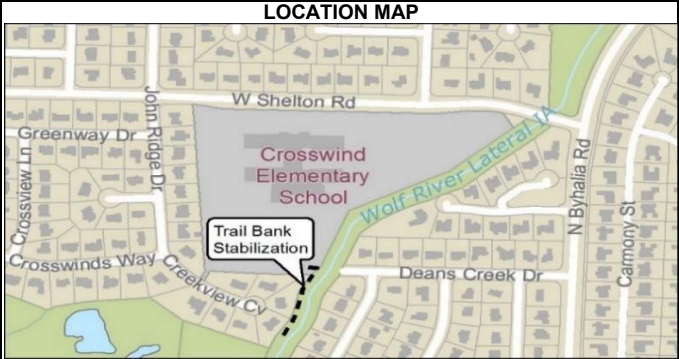 LOCATION MAP
W Shelton Rd
John Ridge Dr
Greenway Dr
Crossview Ln
Crosswind
Elementary
School
Wolf River Lateral IA
N Byhalia Rd
Carmony St
Trail Bank
Stabilization
Crosswinds Way
Creekview Cv
Deans Creek Dr